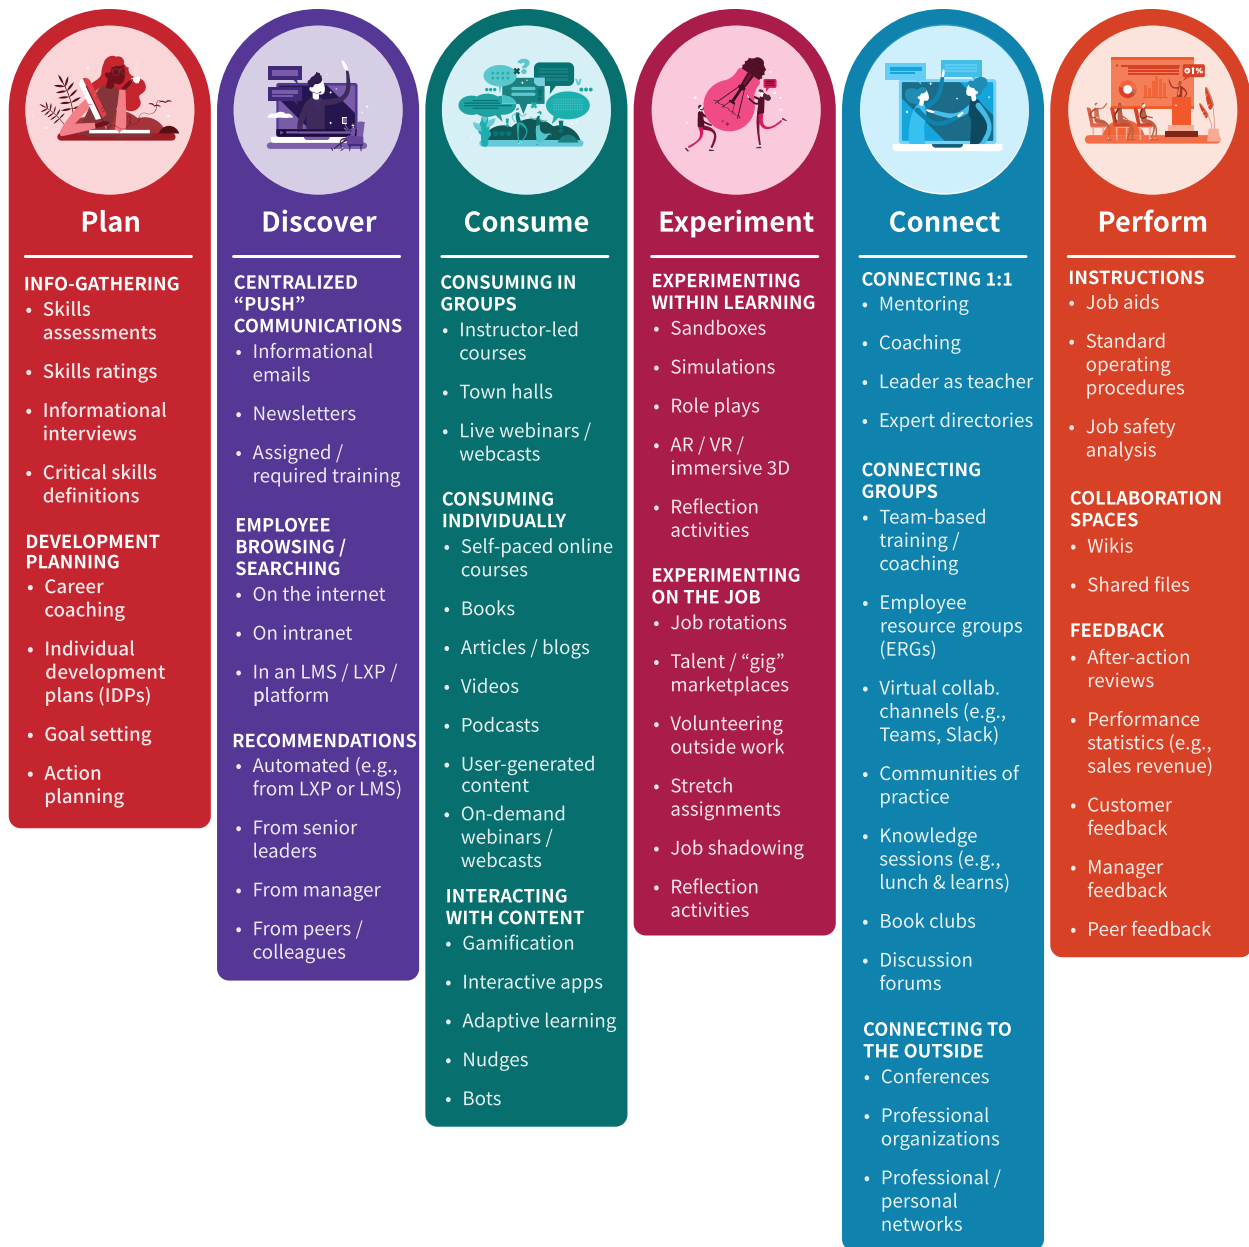 Plan
INFO-GATHERING
• Skills
assessments
• Skills ratings
• Informational
interviews
• Critical skills
definitions
DEVELOPMENT
PLANNING
• Career
coaching
• Individual
development
plans (IDPs)
• Goal setting
• Action
planning
Discover
CENTRALIZED
“PUSH”
COMMUNICATIONS
• Informational
emails
• Newsletters
• Assigned /
required training
EMPLOYEE
BROWSING /
SEARCHING
• On the internet
• On intranet
• In an LMS / LXP /
platform
RECOMMENDATIONS
• Automated (e.g.,
from LXP or LMS)
• From senior
leaders
• From manager
• From peers /
colleagues
Consume
CONSUMING IN
GROUPS
• Instructor-led
courses
• Town halls
• Live webinars /
webcasts
CONSUMING
INDIVIDUALLY
• Self-paced online
courses
• Books
• Articles / blogs
• Videos
• Podcasts
• User-generated
content
• On-demand
webinars /
webcasts
INTERACTING
WITH CONTENT
• Gamification
• Interactive apps
• Adaptive learning
• Nudges
• Bots
Experiment
EXPERIMENTING
WITHIN LEARNING
• Sandboxes
• Simulations
• Role plays
• AR / VR /
immersive 3D
• Reflection
activities
EXPERIMENTING
ON THE JOB
• Job rotations
• Talent / “gig”
marketplaces
• Volunteering
outside work
• Stretch
assignments
• Job shadowing
• Reflection
activities
Connect
CONNECTING 1:1
• Mentoring
• Coaching
• Leader as teacher
• Expert directories
CONNECTING
GROUPS
• Team-based
training /
coaching
• Employee
resource groups
(ERGs)
• Virtual collab.
channels (e.g.,
Teams, Slack)
• Communities of
practice
• Knowledge
sessions (e.g.,
lunch & learns)
• Book clubs
• Discussion
forums
CONNECTING TO
THE OUTSIDE
• Conferences
• Professional
organizations
• Professional /
personal
networks
Perform
INSTRUCTIONS
• Job aids
• Standard
operating
procedures
• Job safety
analysis
COLLABORATION
SPACES
• Wikis
• Shared files
FEEDBACK
• After-action
reviews
• Performance
statistics (e.g.,
sales revenue)
• Customer
feedback
• Manager
feedback
• Peer feedback